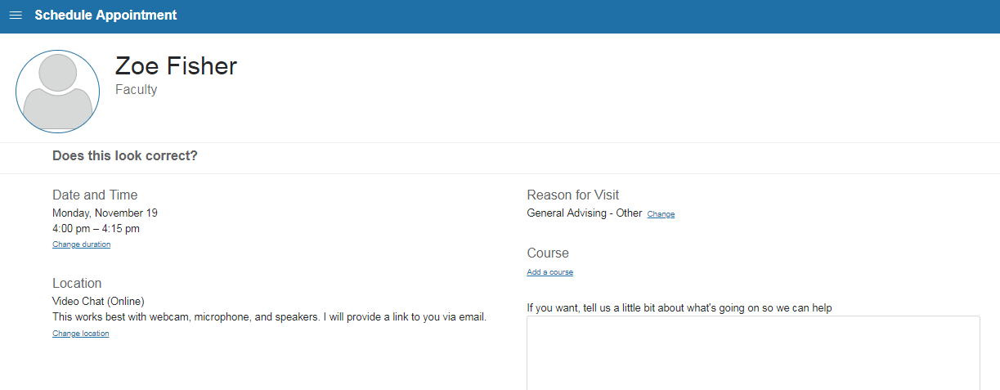 Schedule Appointment
Zoe Fisher
Faculty
Does this look correct?
Date and Time
Monday, November 19
4:00 pm – 4:15 pm
Change duration
Location
Video Chat (Online)
This works best with webcam, microphone, and speakers. I will provide a link to you via email.
Change location
Reason for Visit
General Advising - Other Change
Course
Add a course
If you want, tell us a little bit about what's going on so we can help